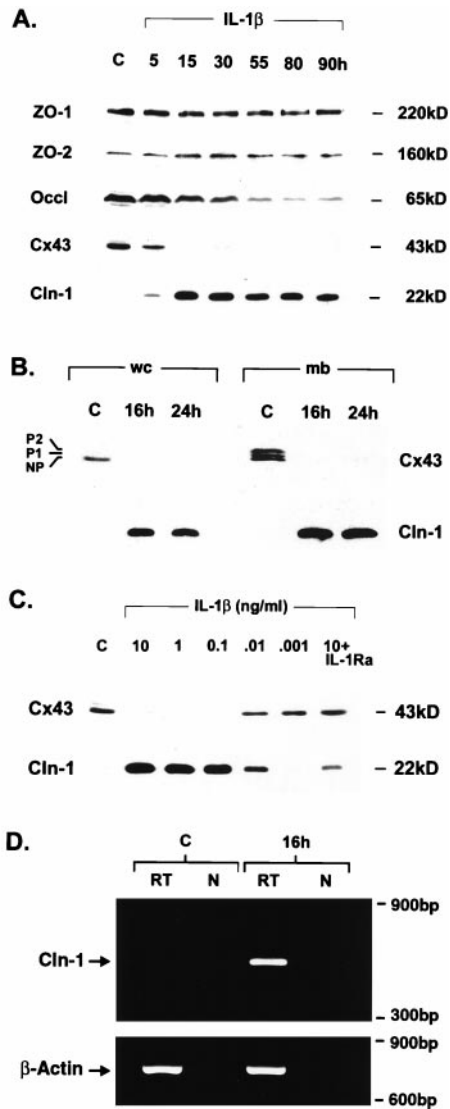 A.
IL-1β
C 5 15 30 55 80 90h
ZO-1 – 220kD
ZO-2 – 160kD
Occl – 65kD
Cx43 – 43kD
Cln-1 – 22kD
B.
wc mb
C 16h 24h C 16h 24h
P2
P1
NP
Cx43
Cln-1
C.
IL-1β (ng/ml)
C 10 1 0.1 .01 .001 10+
IL-1Ra
Cx43 – 43kD
Cln-1 – 22kD
D.
C 16h
RT N RT N
– 900bp
Cln-1
– 300bp
– 900bp
β-Actin
– 600bp